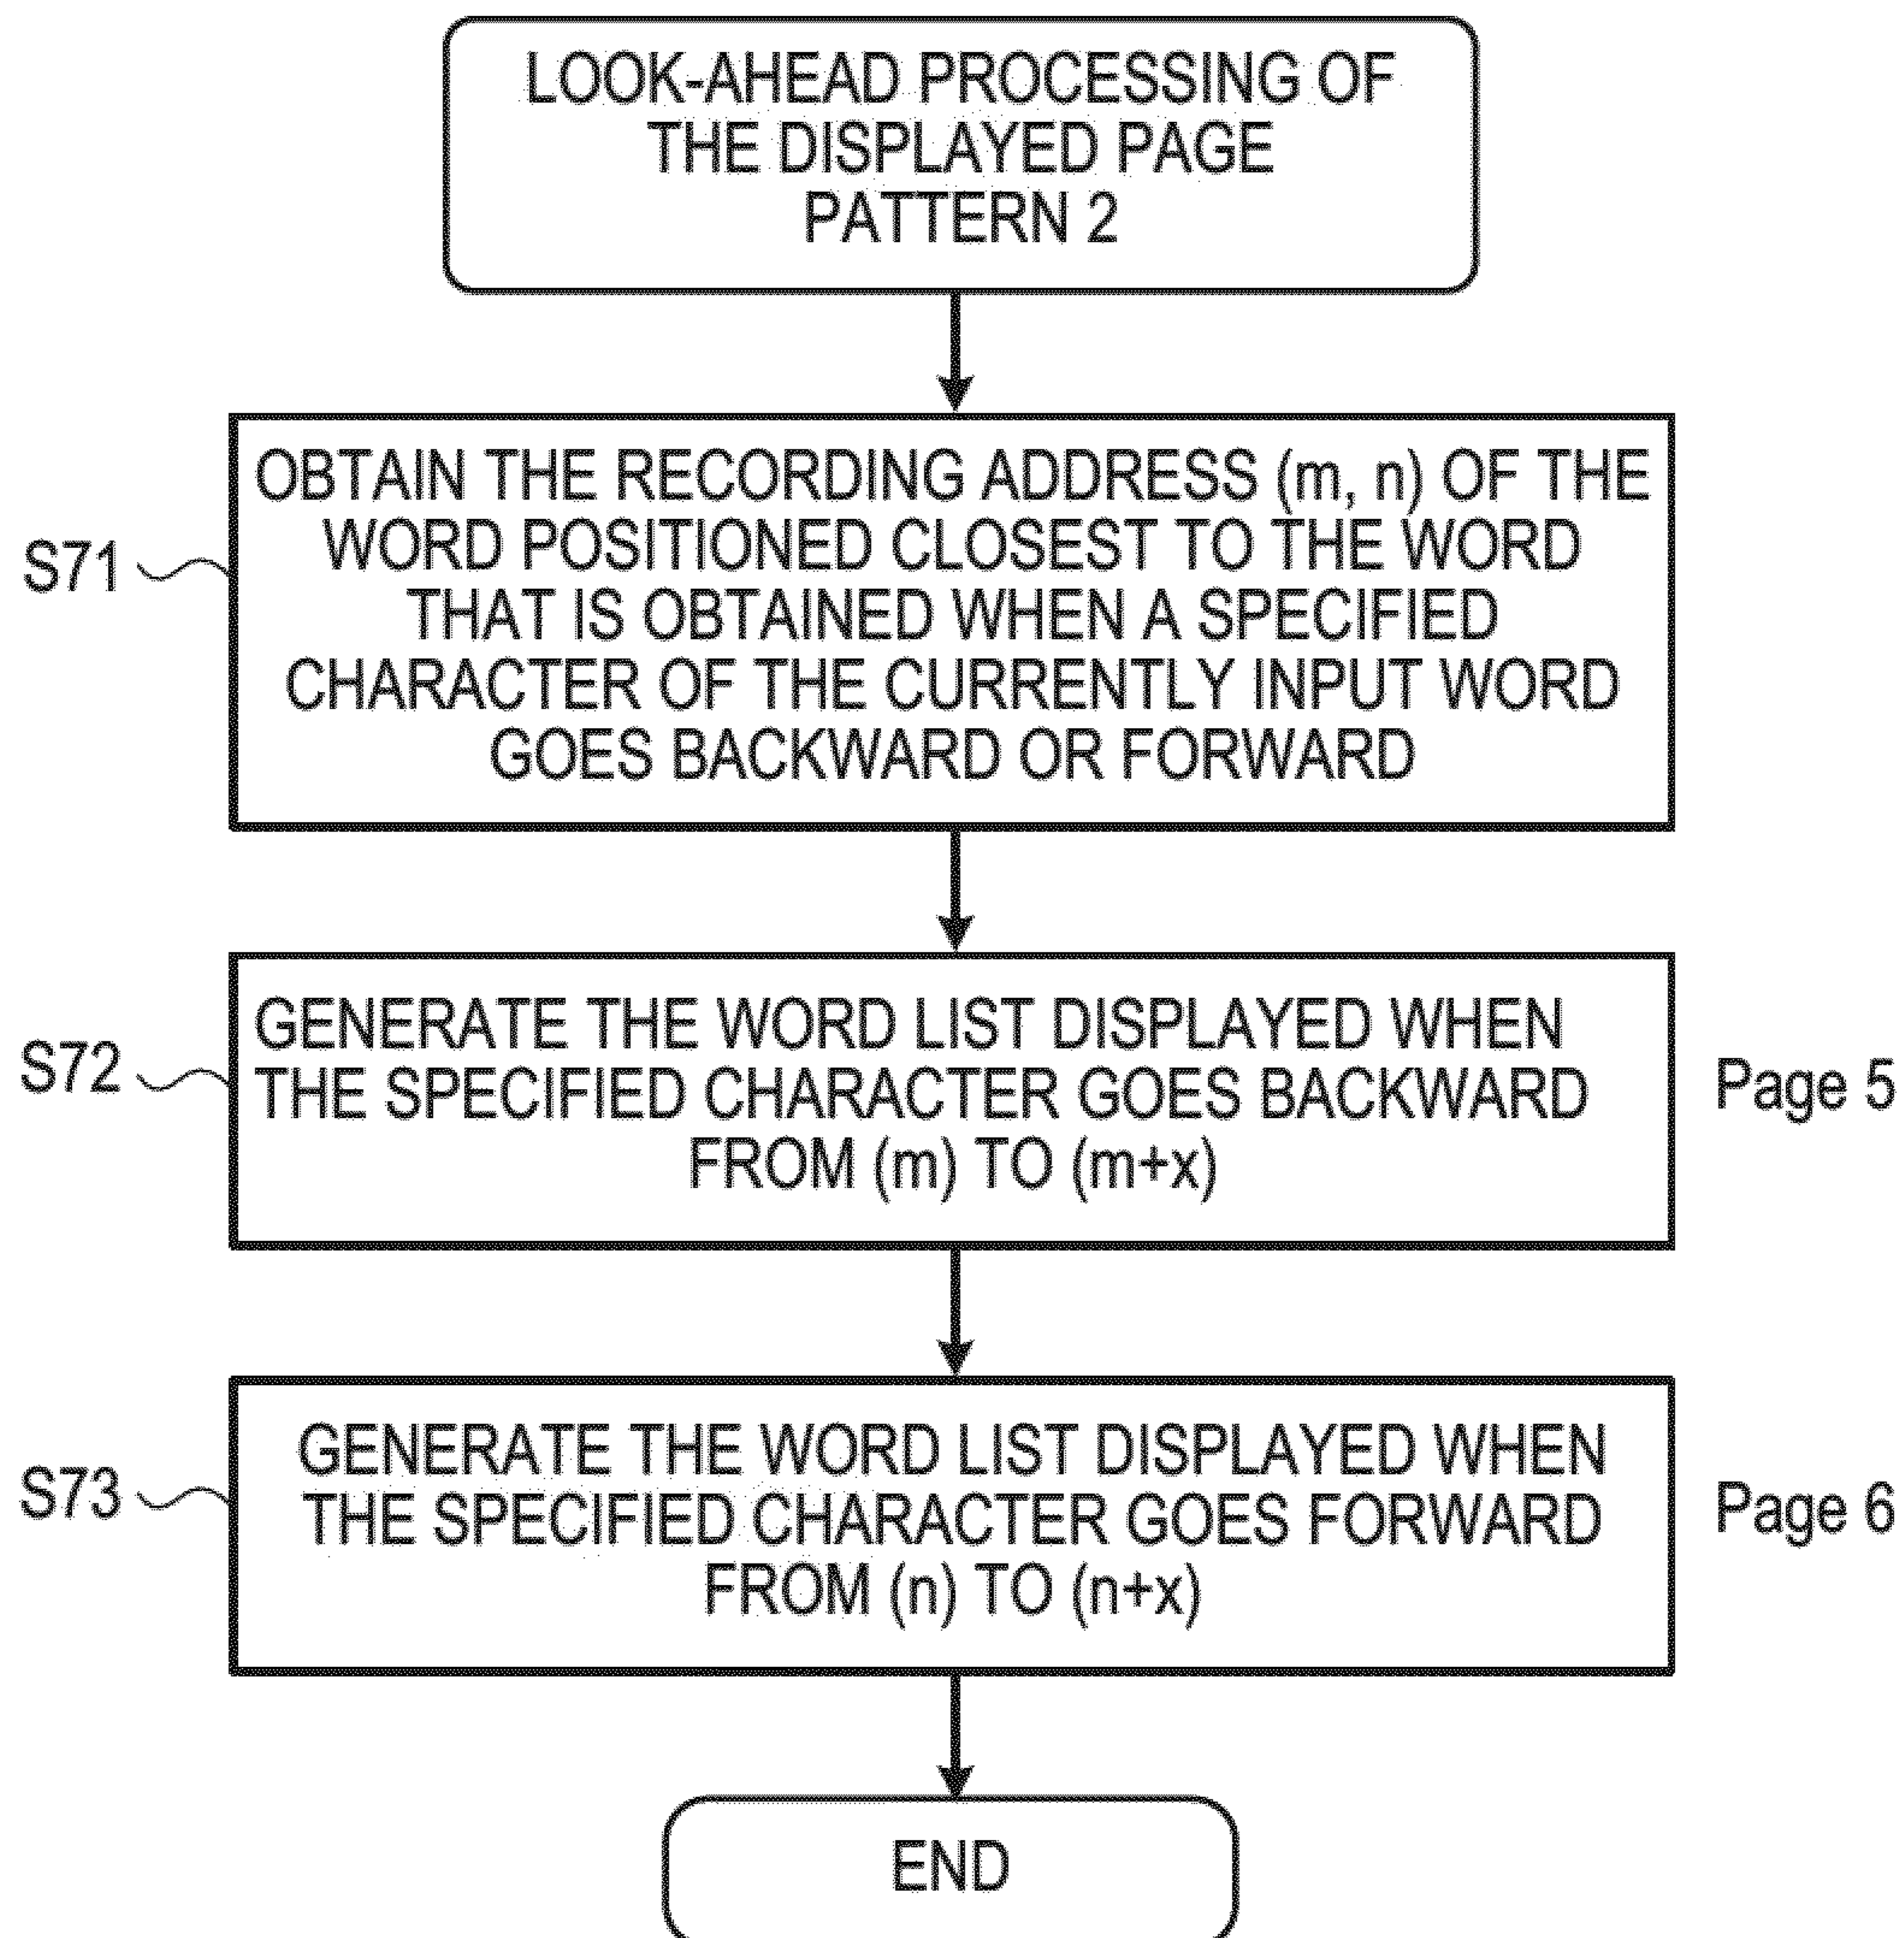 LOOK-AHEAD PROCESSING OF
THE DISPLAYED PAGE
PATTERN 2
S71
OBTAIN THE RECORDING ADDRESS (m, n) OF THE
WORD POSITIONED CLOSEST TO THE WORD
THAT IS OBTAINED WHEN A SPECIFIED
CHARACTER OF THE CURRENTLY INPUT WORD
GOES BACKWARD OR FORWARD
S72
GENERATE THE WORD LIST DISPLAYED WHEN
THE SPECIFIED CHARACTER GOES BACKWARD
FROM (m) TO (m+x)
Page 5
S73
GENERATE THE WORD LIST DISPLAYED WHEN
THE SPECIFIED CHARACTER GOES FORWARD
FROM (n) TO (n+x)
Page 6
END